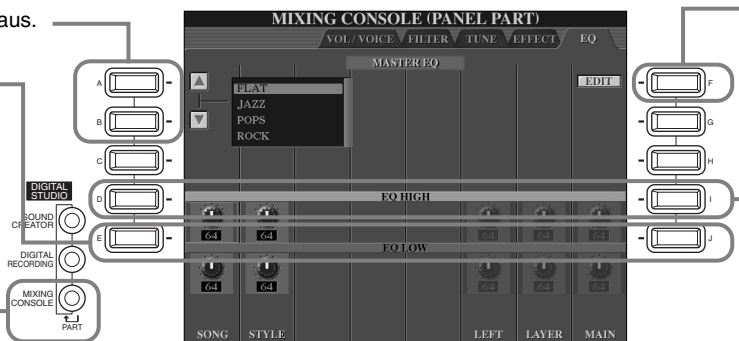 aus.
MIXING CONSOLE (PANEL PART)
VOL / VOICE FILTER TUNE EFFECT EQ
MASTER EQ
EDIT
FLAT
JAZZ
POPS
ROCK
A
B
C
D
E
F
G
H
I
J
DIGITAL
STUDIO
SOUND
CREATOR
DIGITAL
RECORDING
MIXING
CONSOLE
PART
EQ HIGH
64 64 64 64 64
EQ LOW
64 64 64 64 64
SONG STYLE LEFT LAYER MAIN